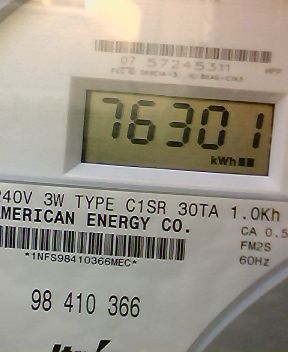 07 57245311
76301
kWh
240V 3W TYPE C1SR 30TA 1.0Kh
AMERICAN ENERGY CO.
CA 0.5
FM2S
60Hz
*1NFS98410366MEC*
98 410 366